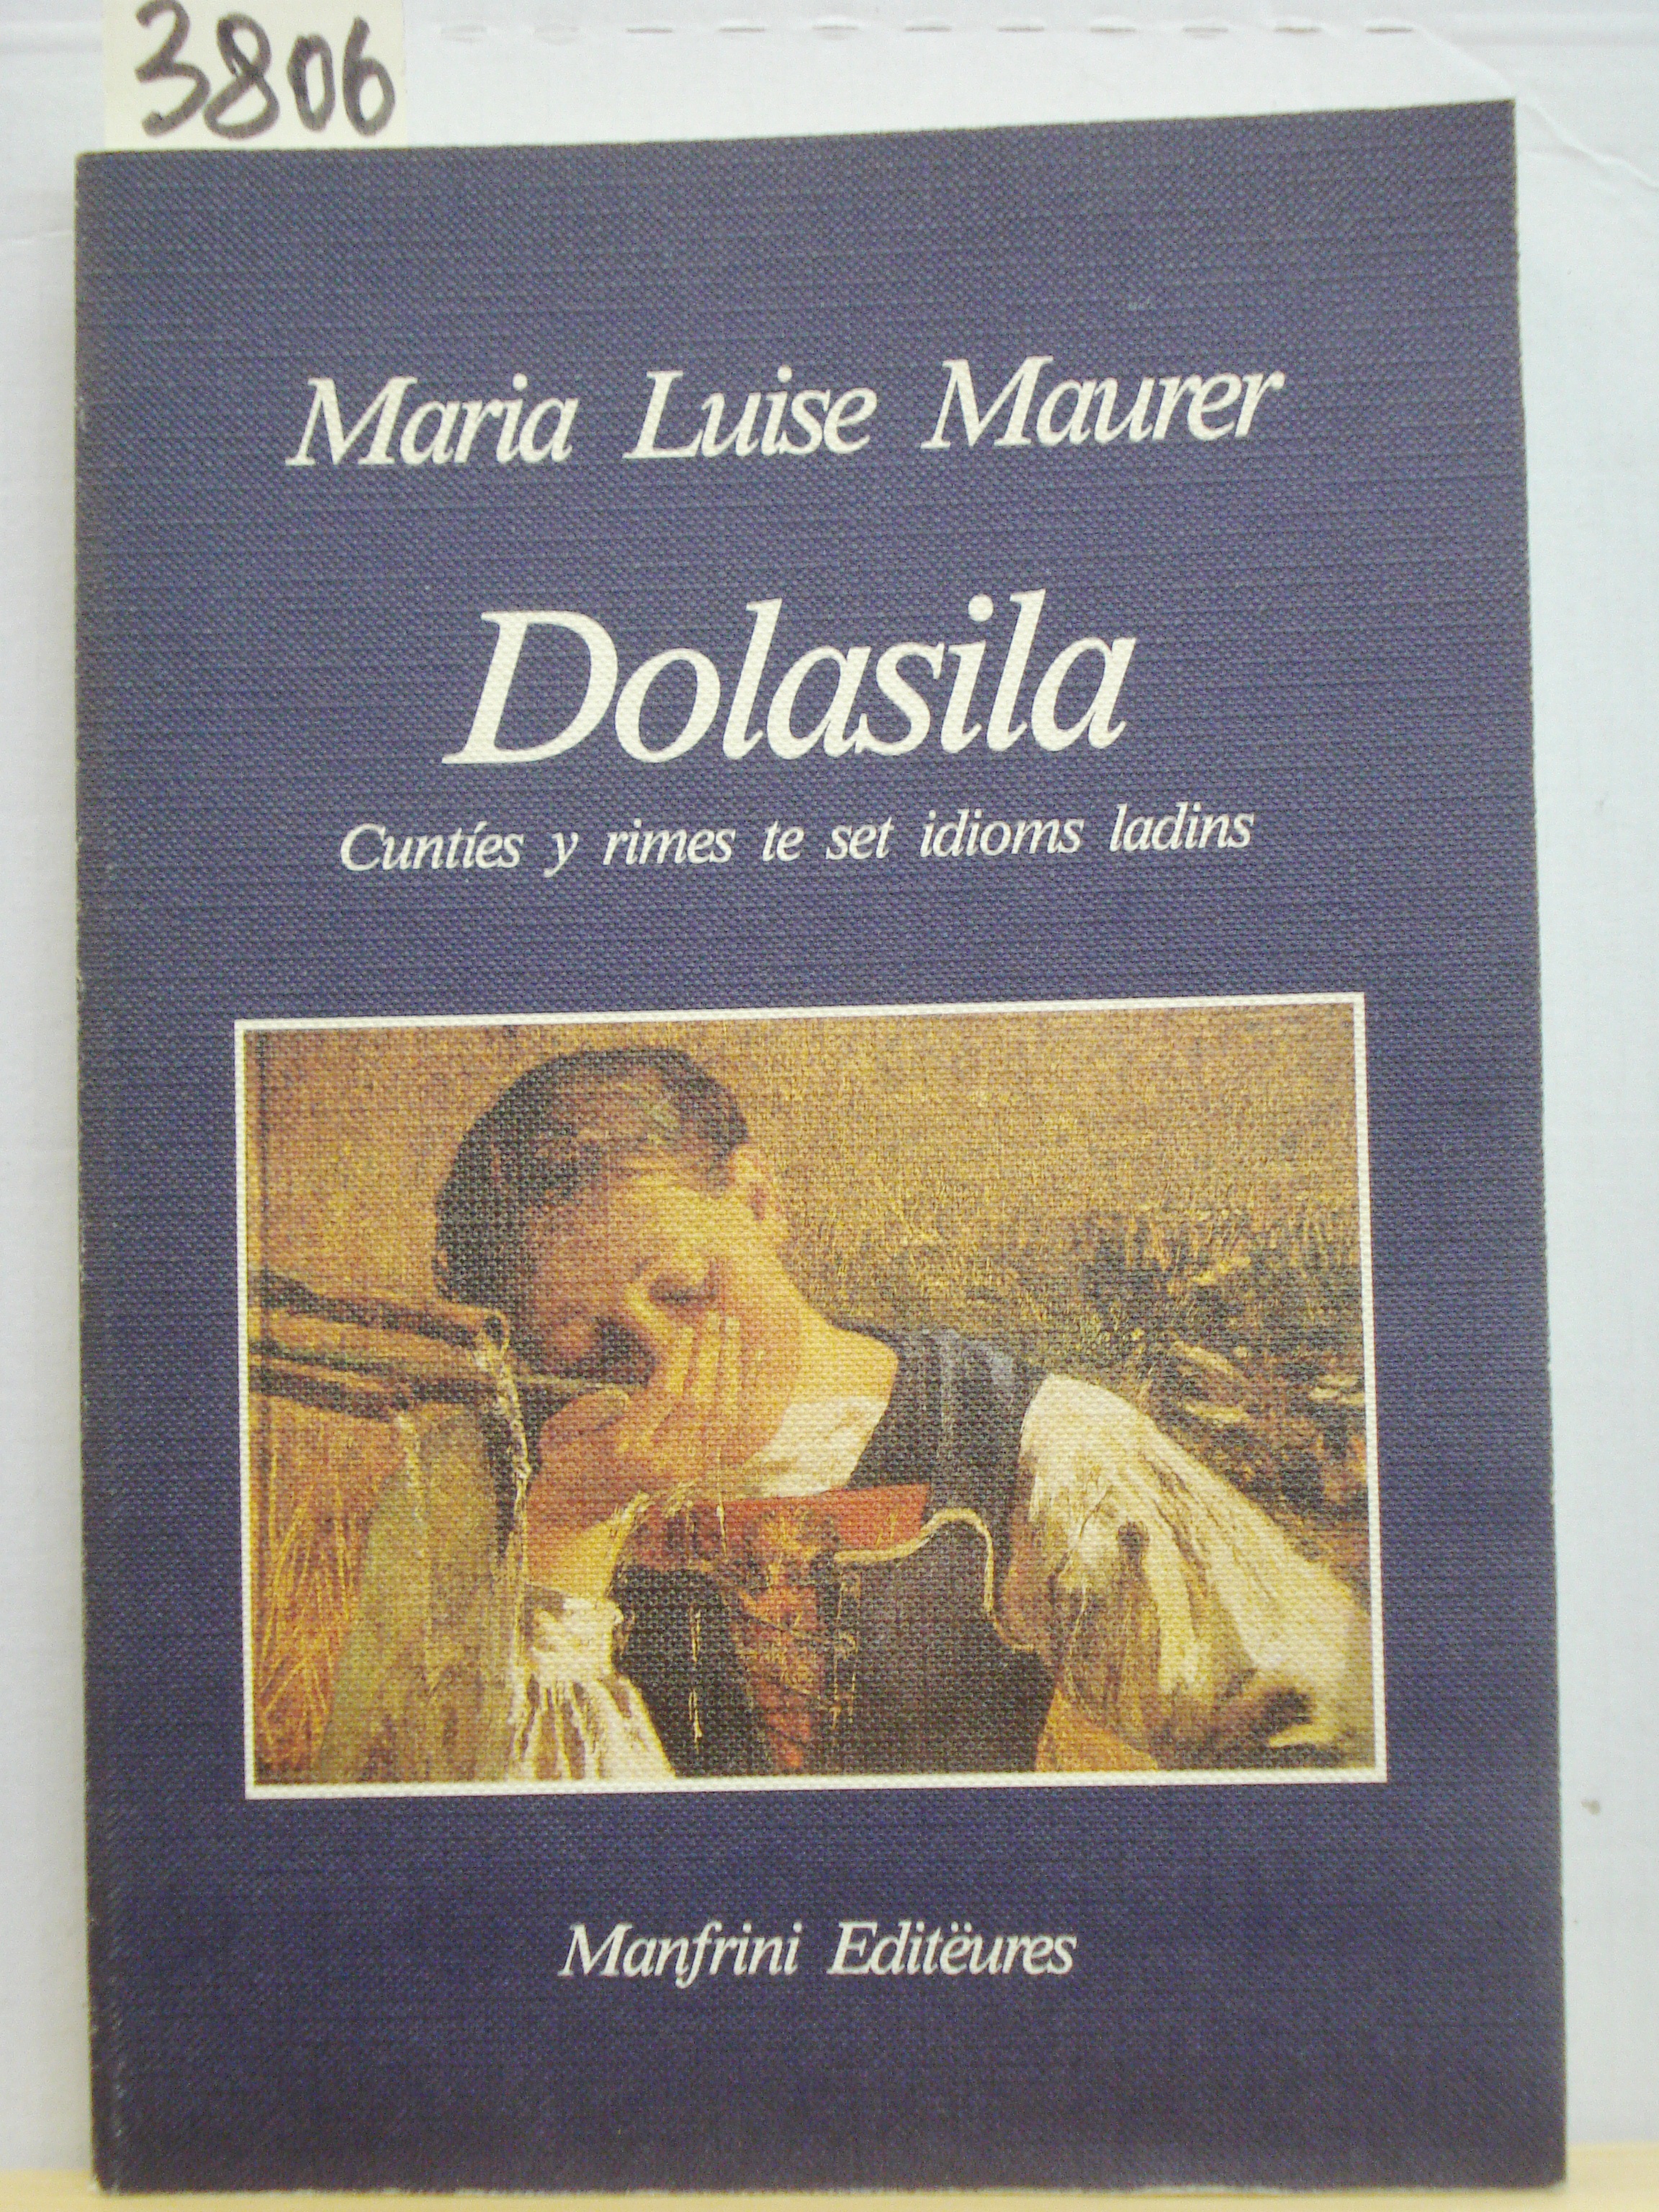 3806
Maria Luise Maurer
Dolasila
Cuntíes y rimes te set idioms ladins
Manfrini Editëures